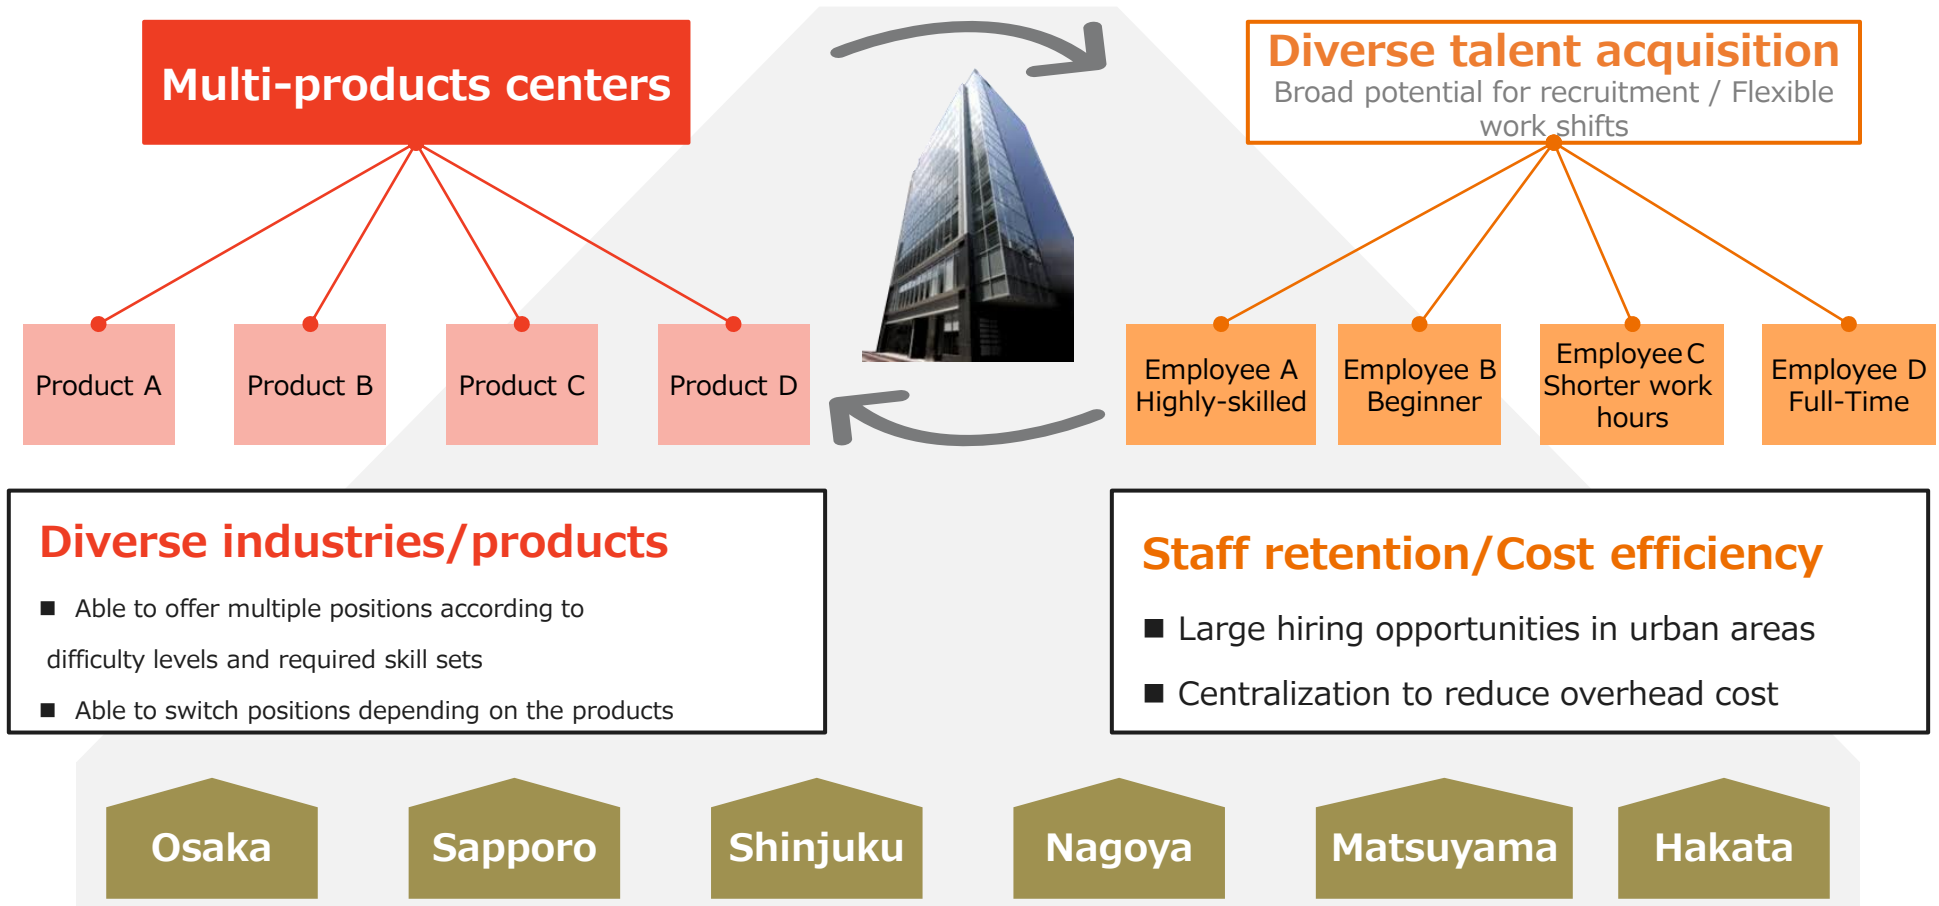 Multi-products centers
Diverse talent acquisition
Broad potential for recruitment / Flexible
work shifts
Product A
Product B
Product C
Product D
Employee A
Highly-skilled
Employee B
Beginner
Employee C
Shorter work
hours
Employee D
Full-Time
Diverse industries/products
■ Able to offer multiple positions according to
difficulty levels and required skill sets
■ Able to switch positions depending on the products
Staff retention/Cost efficiency
■ Large hiring opportunities in urban areas
■ Centralization to reduce overhead cost
Osaka
Sapporo
Shinjuku
Nagoya
Matsuyama
Hakata